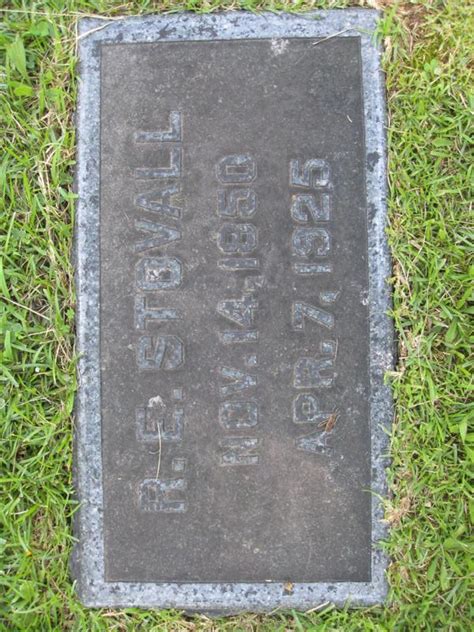 R. E. STOVALL
NOV. 14, 1850
APR. 7, 1925